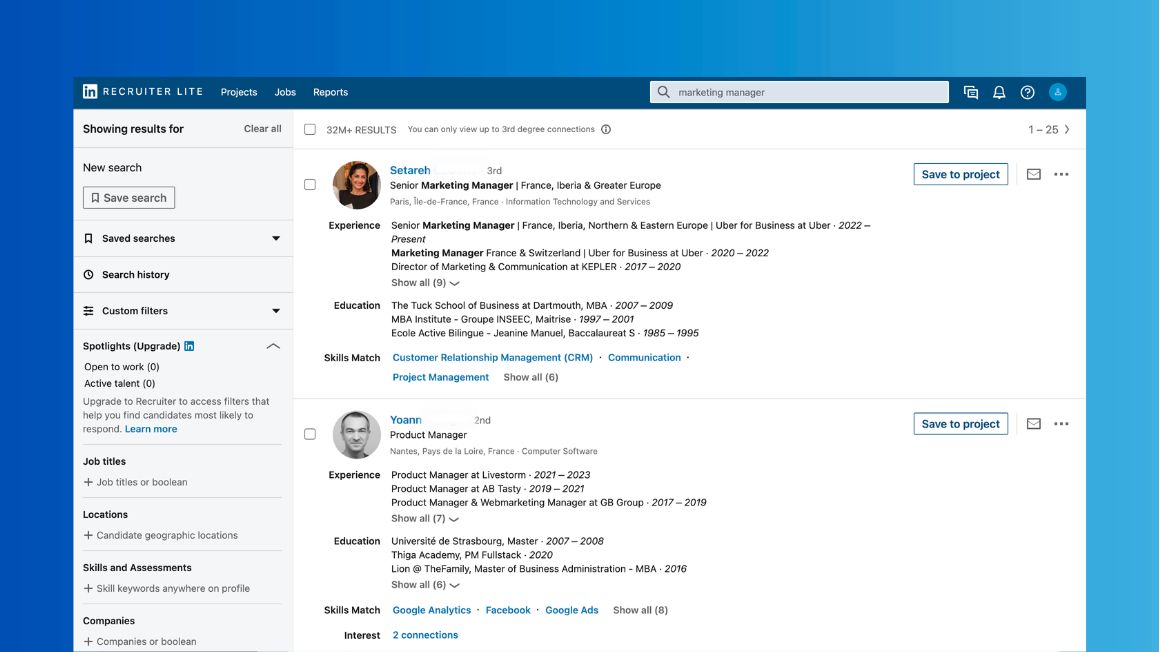 in RECRUITER LITE Projects Jobs Reports marketing manager
Showing results for Clear all
32M+ RESULTS You can only view up to 3rd degree connections 1 – 25
New search
Save search
Saved searches
Search history
Custom filters
Spotlights (Upgrade) in
Open to work (0)
Active talent (0)
Upgrade to Recruiter to access filters that
help you find candidates most likely to
respond. Learn more
Job titles
+ Job titles or boolean
Locations
+ Candidate geographic locations
Skills and Assessments
+ Skill keywords anywhere on profile
Companies
+ Companies or boolean
Setareh 3rd
Save to project
Senior Marketing Manager | France, Iberia & Greater Europe
Paris, Île-de-France, France · Information Technology and Services
Experience Senior Marketing Manager | France, Iberia, Northern & Eastern Europe | Uber for Business at Uber · 2022 –
Present
Marketing Manager France & Switzerland | Uber for Business at Uber · 2020 – 2022
Director of Marketing & Communication at KEPLER · 2017 – 2020
Show all (9)
Education The Tuck School of Business at Dartmouth, MBA · 2007 – 2009
MBA Institute - Groupe INSEEC, Maitrise · 1997 – 2001
Ecole Active Bilingue - Jeanine Manuel, Baccalaureat S · 1985 – 1995
Skills Match Customer Relationship Management (CRM) · Communication ·
Project Management Show all (6)
Yoann 2nd
Save to project
Product Manager
Nantes, Pays de la Loire, France · Computer Software
Experience Product Manager at Livestorm · 2021 – 2023
Product Manager at AB Tasty · 2019 – 2021
Product Manager & Webmarketing Manager at GB Group · 2017 – 2019
Show all (7)
Education Université de Strasbourg, Master · 2007 – 2008
Thiga Academy, PM Fullstack · 2020
Lion @ TheFamily, Master of Business Administration - MBA · 2016
Show all (6)
Skills Match Google Analytics · Facebook · Google Ads Show all (8)
Interest 2 connections